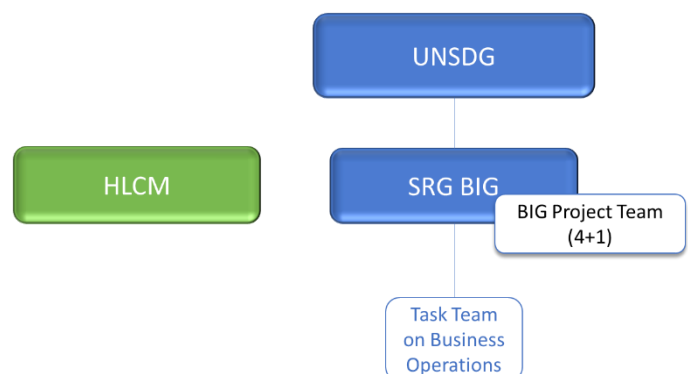 UNSDG
HLCM
SRG BIG
BIG Project Team
(4+1)
Task Team
on Business
Operations